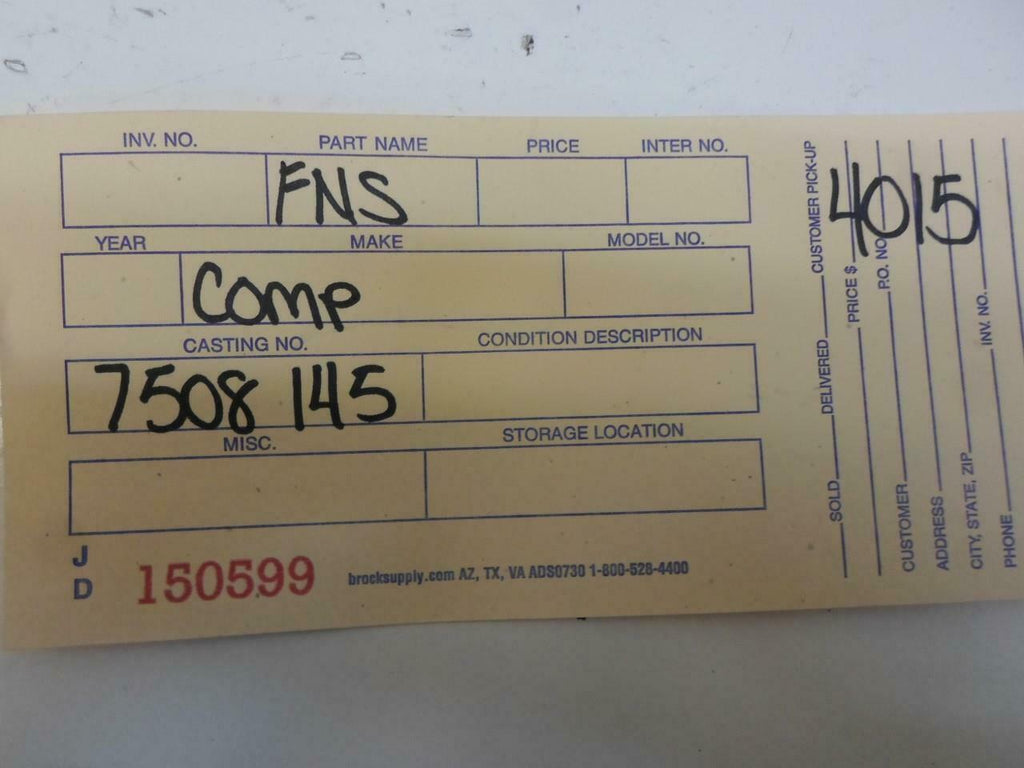 INV. NO. PART NAME PRICE INTER NO.
FNS
YEAR MAKE MODEL NO.
Comp
CASTING NO. CONDITION DESCRIPTION
7508 145
MISC. STORAGE LOCATION
J
D
150599
brocksupply.com AZ, TX, VA ADS0730 1-800-528-4400
4015
SOLD DELIVERED CUSTOMER PICK-UP
PRICE $
CUSTOMER P.O. NO.
ADDRESS
CITY, STATE, ZIP
PHONE INV. NO.